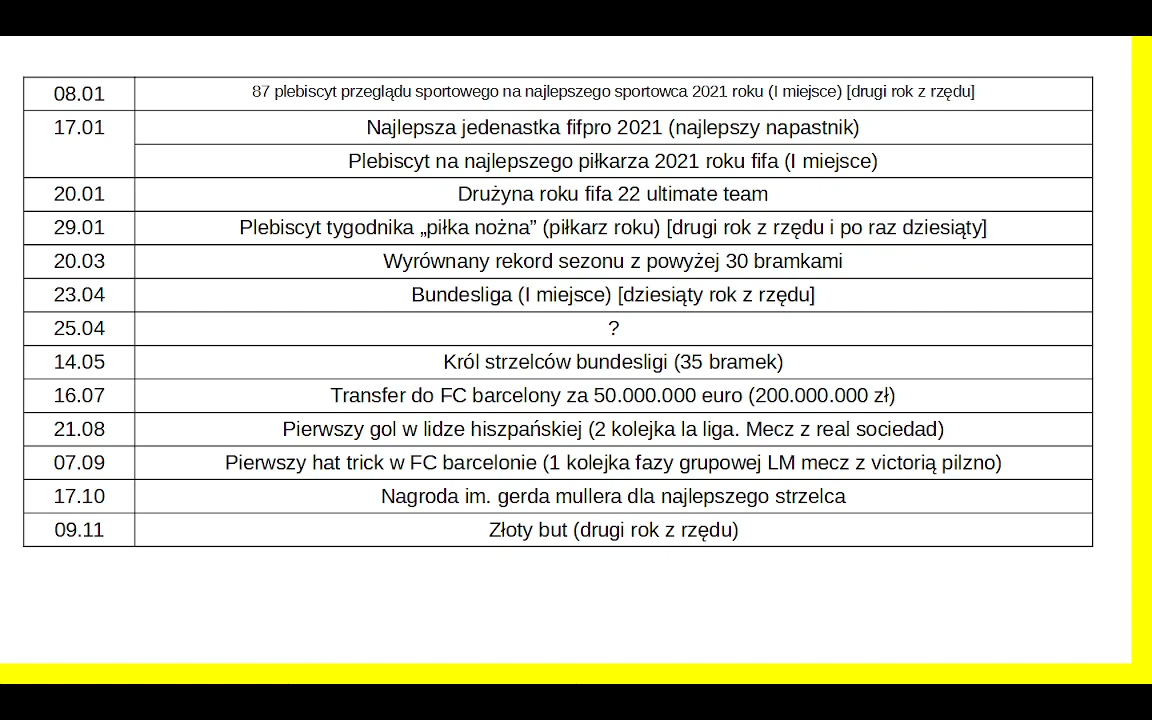 08.01 87 plebiscyt przeglądu sportowego na najlepszego sportowca 2021 roku (I miejsce) [drugi rok z rzędu]
17.01 Najlepsza jedenastka fifpro 2021 (najlepszy napastnik)
Plebiscyt na najlepszego piłkarza 2021 roku fifa (I miejsce)
20.01 Drużyna roku fifa 22 ultimate team
29.01 Plebiscyt tygodnika „piłka nożna” (piłkarz roku) [drugi rok z rzędu i po raz dziesiąty]
20.03 Wyrównany rekord sezonu z powyżej 30 bramkami
23.04 Bundesliga (I miejsce) [dziesiąty rok z rzędu]
25.04 ?
14.05 Król strzelców bundesligi (35 bramek)
16.07 Transfer do FC barcelony za 50.000.000 euro (200.000.000 zł)
21.08 Pierwszy gol w lidze hiszpańskiej (2 kolejka la liga. Mecz z real sociedad)
07.09 Pierwszy hat trick w FC barcelonie (1 kolejka fazy grupowej LM mecz z victorią pilzno)
17.10 Nagroda im. gerda mullera dla najlepszego strzelca
09.11 Złoty but (drugi rok z rzędu)